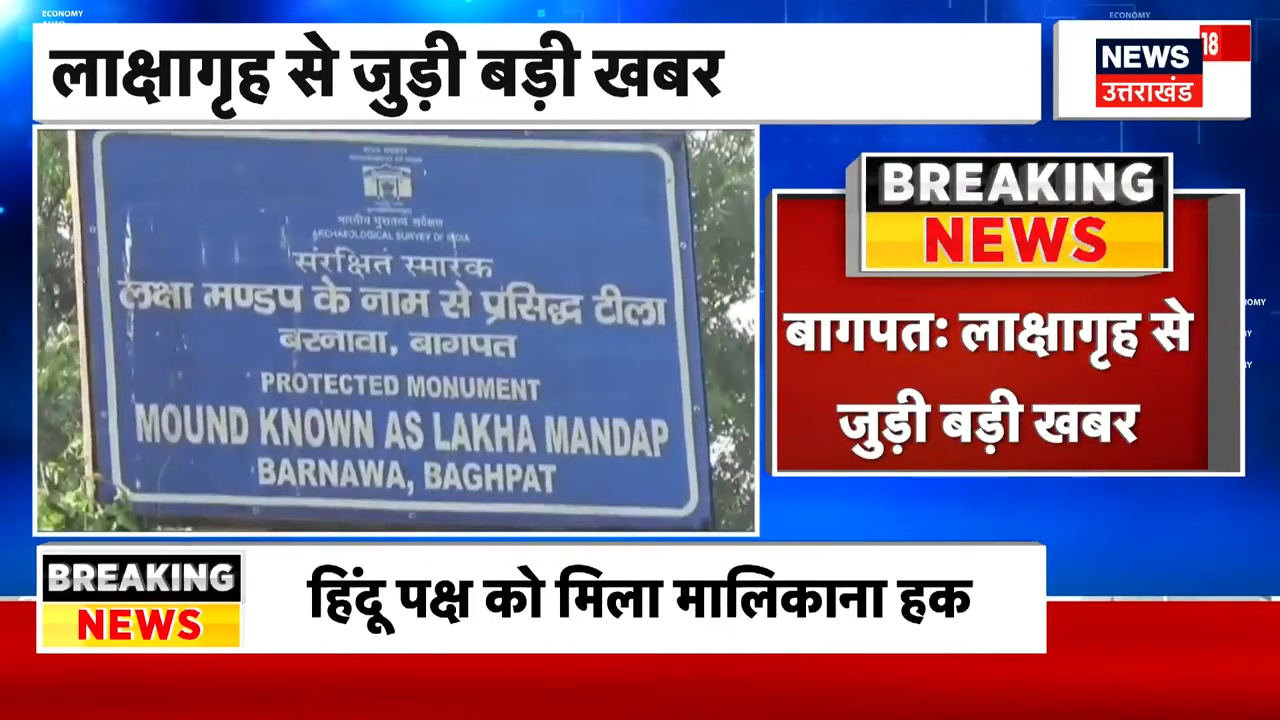 ECONOMY
ECONOMY
लाक्षागृह से जुड़ी बड़ी खबर
NEWS 18
उत्तराखंड
भारतीय पुरातत्व सर्वेक्षण
ARCHAEOLOGICAL SURVEY OF INDIA
संरक्षित स्मारक
लक्षा मण्डप के नाम से प्रसिद्ध टीला
बरनावा, बागपत
PROTECTED MONUMENT
MOUND KNOWN AS LAKHA MANDAP
BARNAWA, BAGHPAT
BREAKING
NEWS
बागपतः लाक्षागृह से
जुड़ी बड़ी खबर
BREAKING
NEWS
हिंदू पक्ष को मिला मालिकाना हक